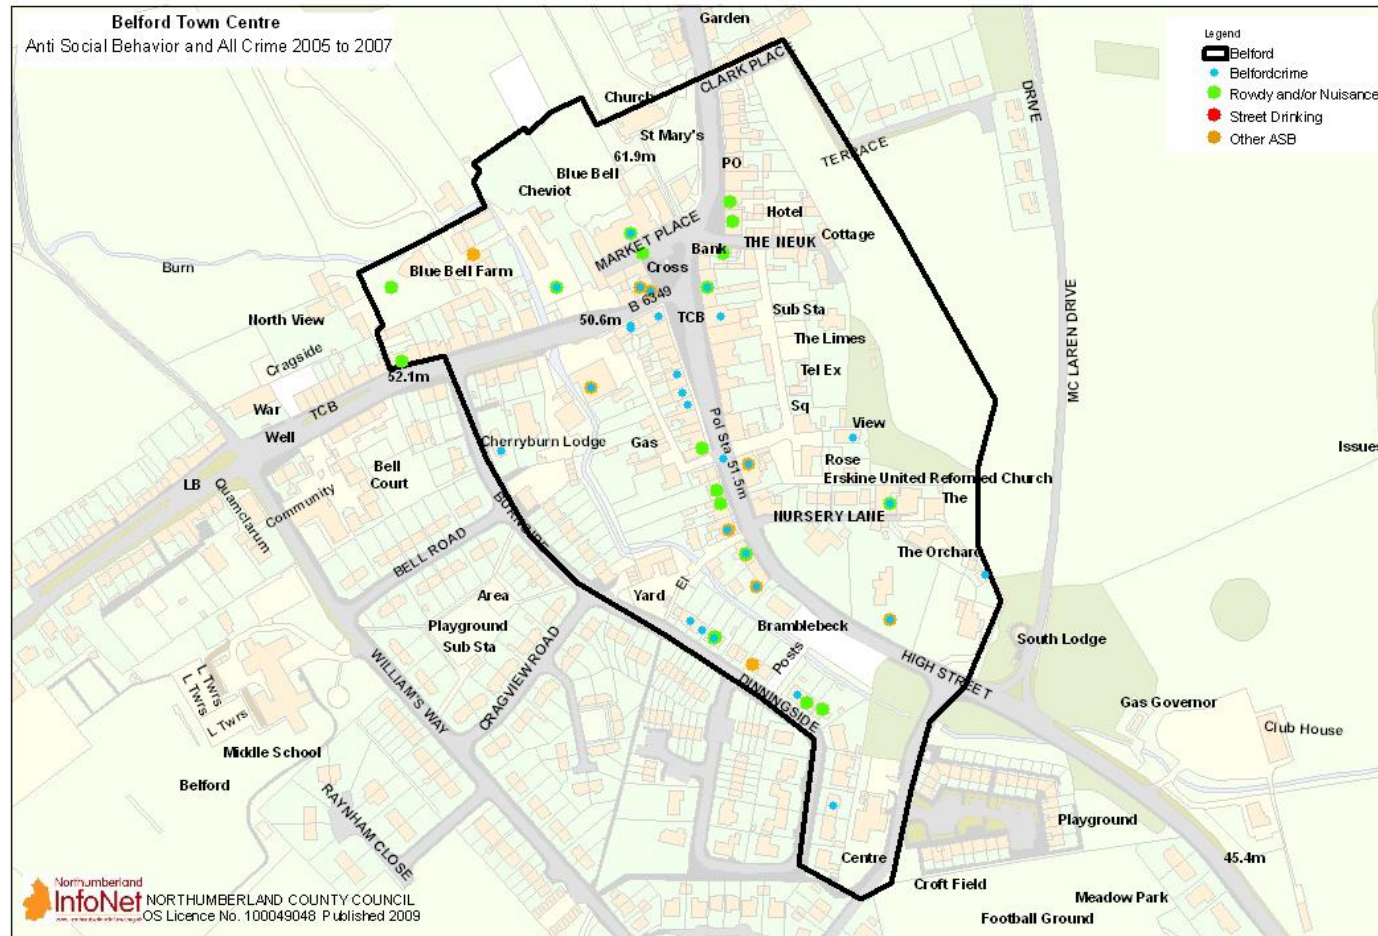 Belford Town Centre
Anti Social Behavior and All Crime 2005 to 2007
Legend
Belford
Belfordcrime
Rowdy and/or Nuisance
Street Drinking
Other ASB
Garden
CLARK PLACE
Church
St Mary's
61.9m
Blue Bell
Cheviot
PO
TERRACE
DRIVE
Hotel
Cottage
MARKET PLACE
Bank
THE NEUK
Cross
Burn
Blue Bell Farm
B 6349
50.6m
TCB
Sub Sta
North View
The Limes
Cragside
Tel Ex
MC LAREN DRIVE
52.1m
War
TCB
Sq
Well
Cherryburn Lodge
Gas
Pol Sta
51.5m
View
Issues
Rose
Erskine United Reformed Church
Bell
Court
LB
The
Quamclarum
Community
BURNSIDE
NURSERY LANE
BELL ROAD
The Orchard
Area
Yard
El
Playground
Sub Sta
Bramblebeck
South Lodge
Posts
HIGH STREET
WILLIAM'S WAY
CRAGVIEW ROAD
DINNINGSIDE
L Twrs
L Twrs
L Twrs
Gas Governor
Club House
Middle School
Belford
RAYNHAM CLOSE
Playground
Centre
45.4m
Croft Field
Meadow Park
Football Ground
Northumberland
InfoNet
NORTHUMBERLAND COUNTY COUNCIL
OS Licence No. 100049048 Published 2009